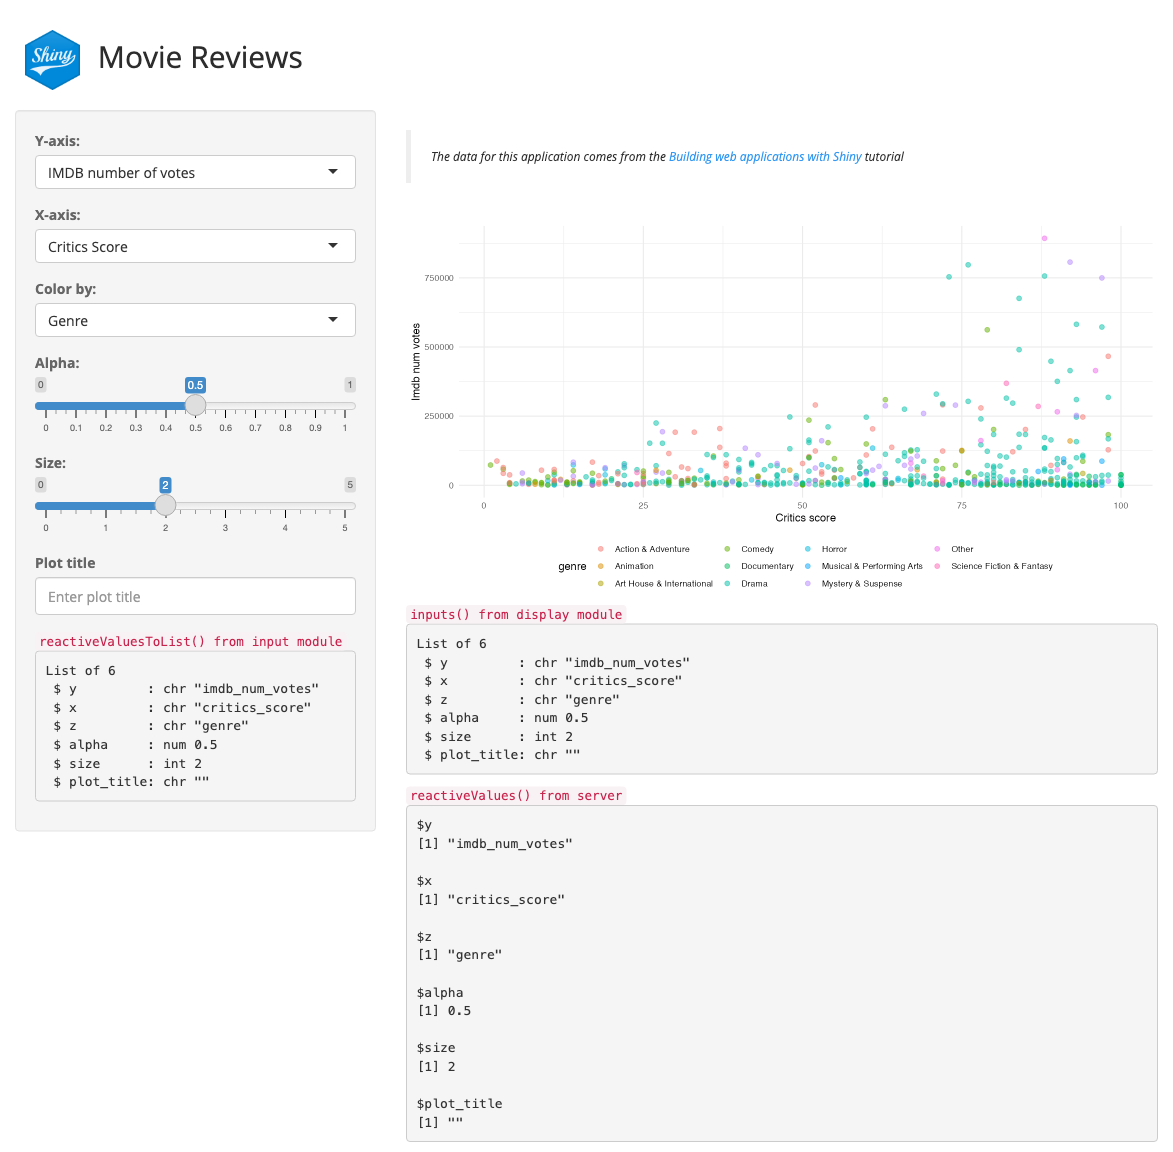 Shiny
Movie Reviews
Y-axis:
IMDB number of votes
X-axis:
Critics Score
Color by:
Genre
Alpha:
0 0.5 1
0 0.1 0.2 0.3 0.4 0.5 0.6 0.7 0.8 0.9 1
Size:
0 2 5
0 1 2 3 4 5
Plot title
Enter plot title
reactiveValuesToList() from input module
List of 6
 $ y         : chr "imdb_num_votes"
 $ x         : chr "critics_score"
 $ z         : chr "genre"
 $ alpha     : num 0.5
 $ size      : int 2
 $ plot_title: chr ""
The data for this application comes from the Building web applications with Shiny tutorial
Imdb num votes
750000
500000
250000
0
0 25 50 75 100
Critics score
genre
Action & Adventure
Animation
Art House & International
Comedy
Documentary
Drama
Horror
Musical & Performing Arts
Mystery & Suspense
Other
Science Fiction & Fantasy
inputs() from display module
List of 6
 $ y         : chr "imdb_num_votes"
 $ x         : chr "critics_score"
 $ z         : chr "genre"
 $ alpha     : num 0.5
 $ size      : int 2
 $ plot_title: chr ""
reactiveValues() from server
$y
[1] "imdb_num_votes"
$x
[1] "critics_score"
$z
[1] "genre"
$alpha
[1] 0.5
$size
[1] 2
$plot_title
[1] ""